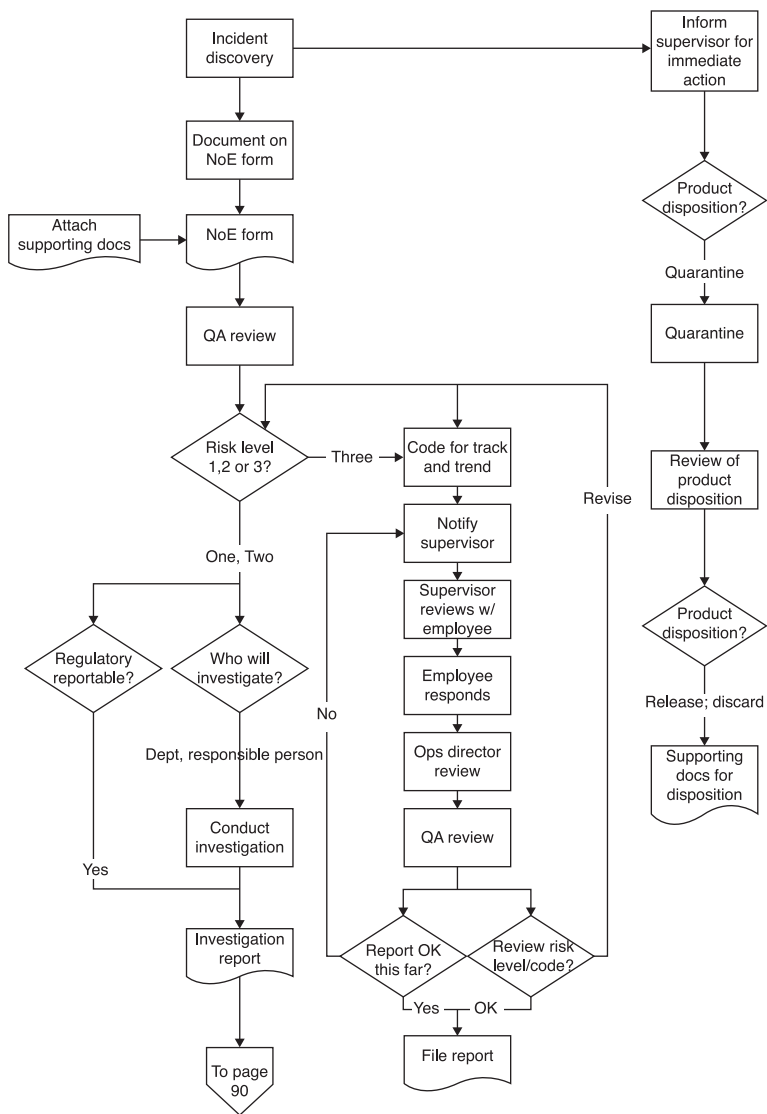 Incident
discovery
Inform
supervisor for
immediate
action
Document on
NoE form
Product
disposition?
Attach
supporting docs
NoE form
Quarantine
QA review
Quarantine
Risk level
1,2 or 3?
Three
Code for track
and trend
Review of
product
disposition
Revise
Notify
supervisor
One, Two
Supervisor
reviews w/
employee
Product
disposition?
Regulatory
reportable?
Who will
investigate?
Employee
responds
No
Release; discard
Dept, responsible person
Ops director
review
Supporting
docs for
disposition
Conduct
investigation
QA review
Yes
Investigation
report
Report OK
this far?
Review risk
level/code?
Yes
OK
To page
90
File report